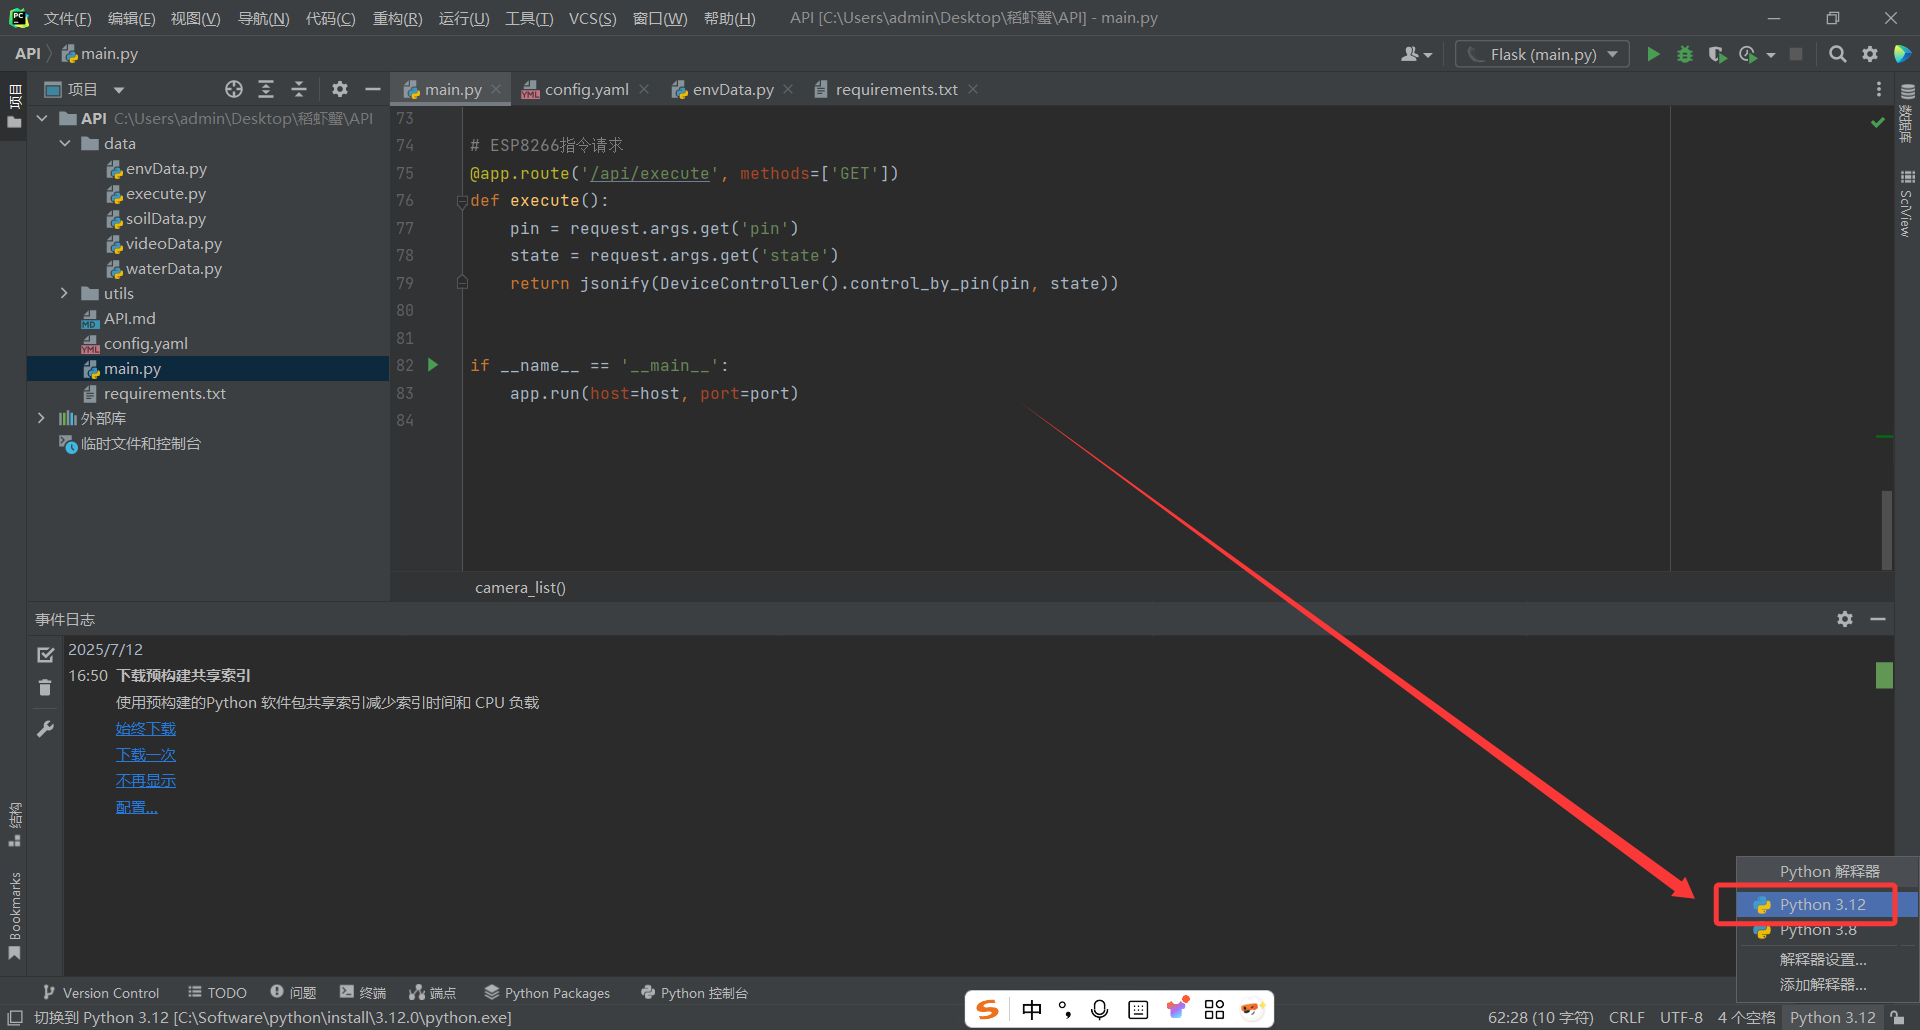 文件(F) 编辑(E) 视图(V) 导航(N) 代码(C) 重构(R) 运行(U) 工具(T) VCS(S) 窗口(W) 帮助(H) API [C:\Users\admin\Desktop\稻虾蟹\API] - main.py
API main.py Flask (main.py)
项目
项目
main.py config.yaml envData.py requirements.txt
API C:\Users\admin\Desktop\稻虾蟹\API
data
envData.py
execute.py
soilData.py
videoData.py
waterData.py
utils
API.md
config.yaml
main.py
requirements.txt
外部库
临时文件和控制台
73
74 # ESP8266指令请求
75 @app.route('/api/execute', methods=['GET'])
76 def execute():
77 pin = request.args.get('pin')
78 state = request.args.get('state')
79 return jsonify(DeviceController().control_by_pin(pin, state))
80
81
82 if __name__ == '__main__':
83 app.run(host=host, port=port)
84
camera_list()
数据库
SciView
事件日志
2025/7/12
16:50 下载预构建共享索引
使用预构建的Python 软件包共享索引减少索引时间和 CPU 负载
始终下载
下载一次
不再显示
配置...
结构
Bookmarks
Python 解释器
Python 3.12
Python 3.8
解释器设置...
添加解释器...
Version Control TODO 问题 终端 端点 Python Packages Python 控制台
中
切换到 Python 3.12 [C:\Software\python\install\3.12.0\python.exe] 62:28 (10 字符) CRLF UTF-8 4 个空格 Python 3.12